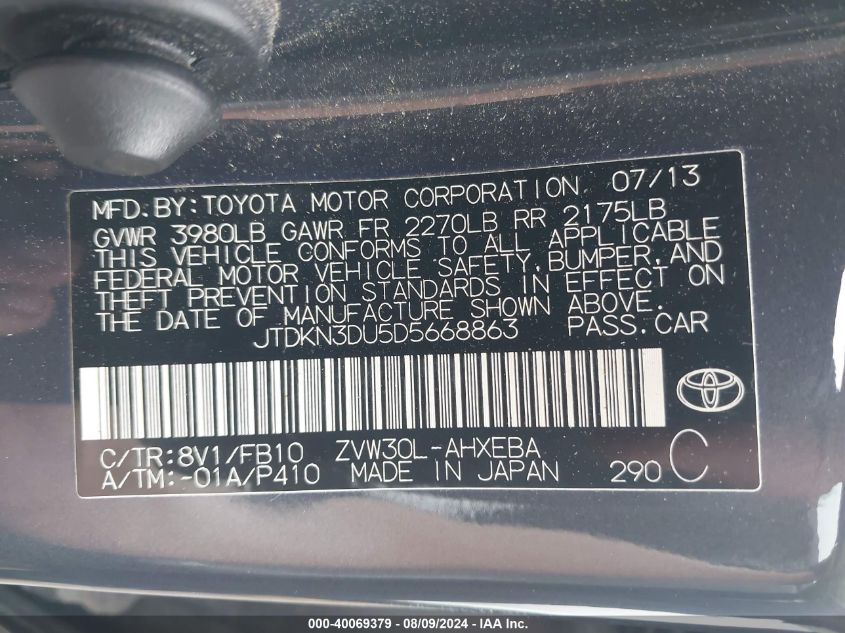 MFD. BY: TOYOTA MOTOR CORPORATION 07/13
GVWR 3980LB GAWR FR 2270LB RR 2175LB
THIS VEHICLE CONFORMS TO ALL APPLICABLE
FEDERAL MOTOR VEHICLE SAFETY, BUMPER, AND
THEFT PREVENTION STANDARDS IN EFFECT ON
THE DATE OF MANUFACTURE SHOWN ABOVE.
JTDKN3DU5D5668863 PASS. CAR
C/TR: 8V1/FB10 ZVW30L-AHXEBA
A/TM: -01A/P410 MADE IN JAPAN 290 C
000-40069379 - 08/09/2024 - IAAI.com